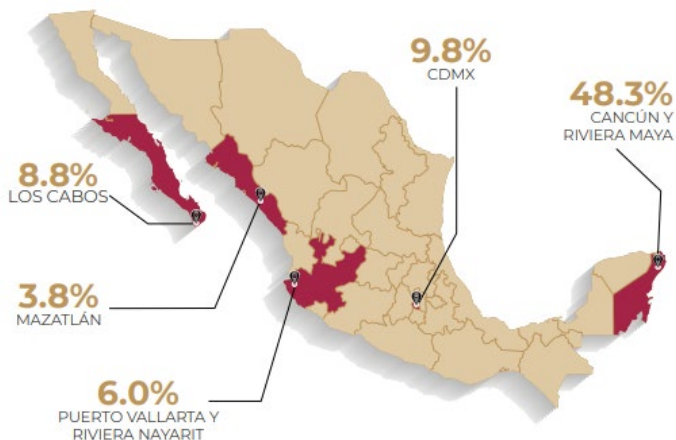 9.8%
CDMX
48.3%
CANCÚN Y
RIVIERA MAYA
8.8%
LOS CABOS
3.8%
MAZATLÁN
6.0%
PUERTO VALLARTA Y
RIVIERA NAYARIT